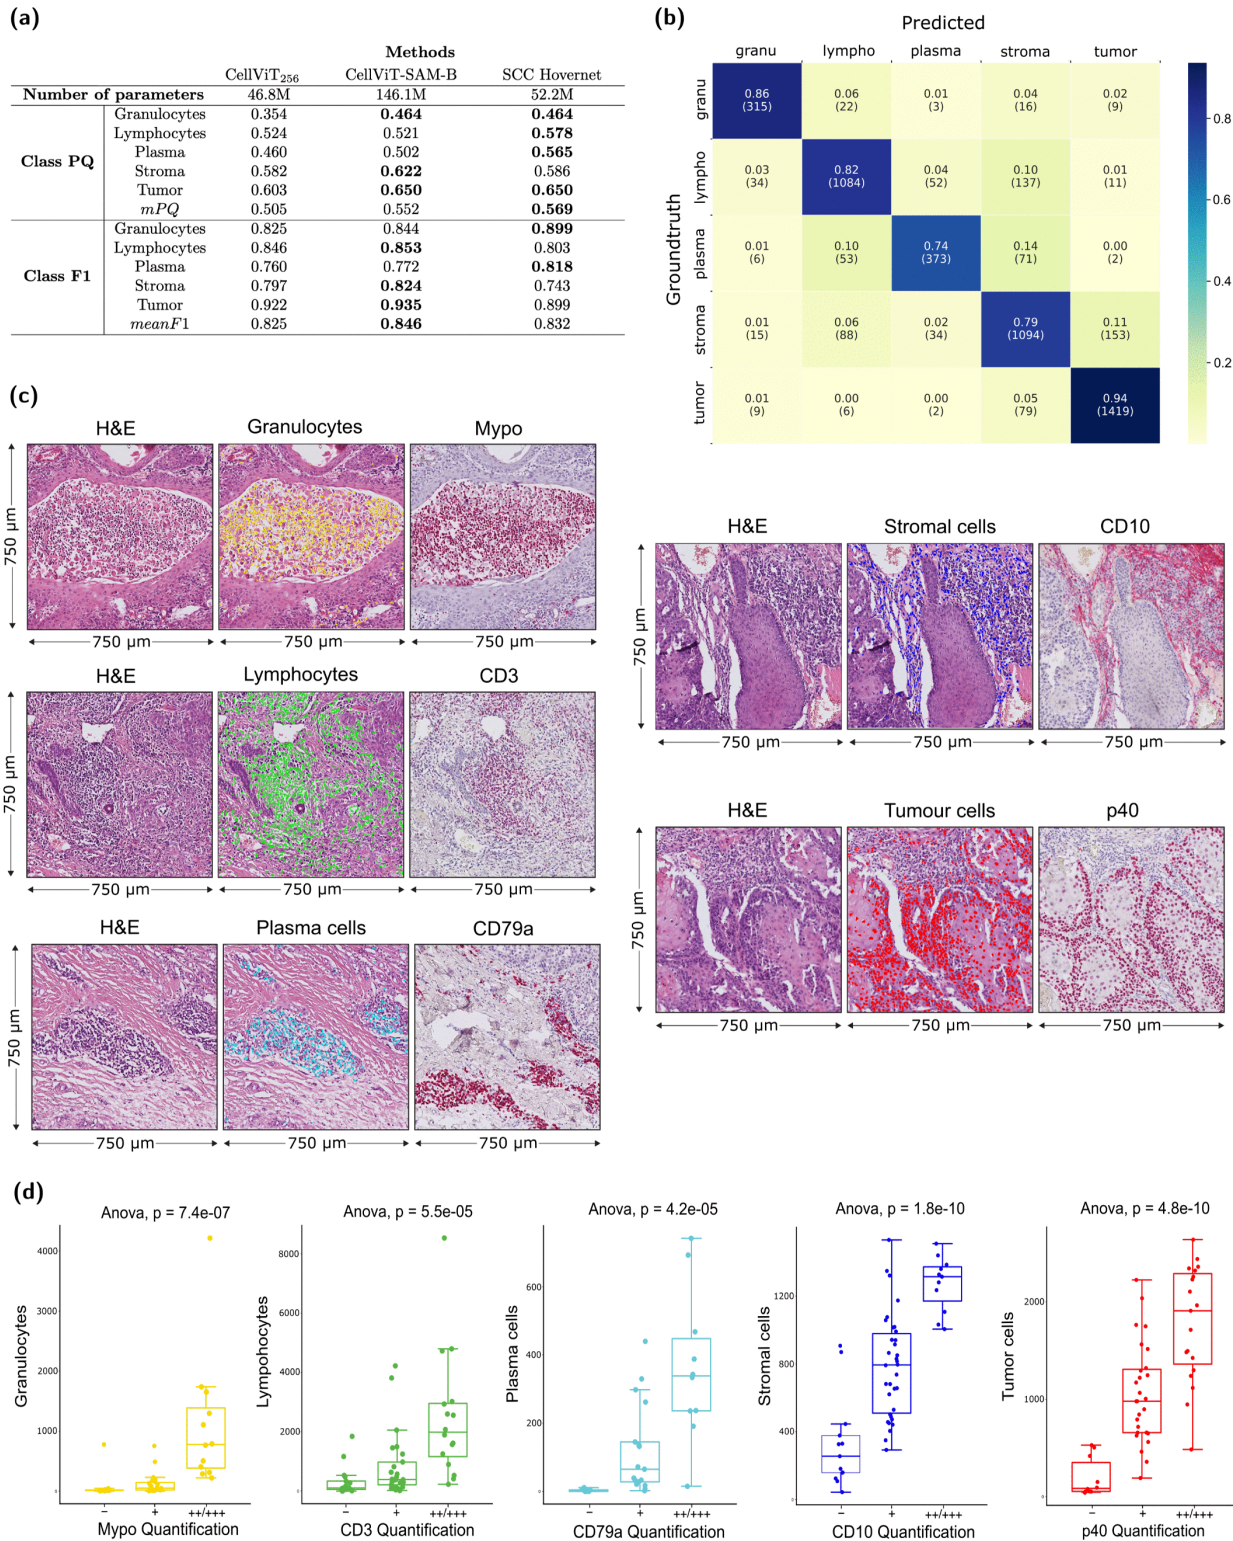 (a)
Methods
CellViT256 CellViT-SAM-B SCC Hovernet
Number of parameters 46.8M 146.1M 52.2M
Class PQ
Granulocytes 0.354 0.464 0.464
Lymphocytes 0.524 0.521 0.578
Plasma 0.460 0.502 0.565
Stroma 0.582 0.622 0.586
Tumor 0.603 0.650 0.650
mPQ 0.505 0.552 0.569
Class F1
Granulocytes 0.825 0.844 0.899
Lymphocytes 0.846 0.853 0.803
Plasma 0.760 0.772 0.818
Stroma 0.797 0.824 0.743
Tumor 0.922 0.935 0.899
meanF1 0.825 0.846 0.832
(b)
Predicted
granu lympho plasma stroma tumor
Groundtruth
granu
0.86 0.06 0.01 0.04 0.02
(315) (22) (3) (16) (9)
lympho
0.03 0.82 0.04 0.10 0.01
(34) (1084) (52) (137) (11)
plasma
0.01 0.10 0.74 0.14 0.00
(6) (53) (373) (71) (2)
stroma
0.01 0.06 0.02 0.79 0.11
(15) (88) (34) (1094) (153)
tumor
0.01 0.00 0.00 0.05 0.94
(9) (6) (2) (79) (1419)
0.8
0.6
0.4
0.2
(c)
H&E Granulocytes Mypo
750 µm
750 µm 750 µm 750 µm
H&E Lymphocytes CD3
750 µm
750 µm 750 µm 750 µm
H&E Plasma cells CD79a
750 µm
750 µm 750 µm 750 µm
H&E Stromal cells CD10
750 µm
750 µm 750 µm 750 µm
H&E Tumour cells p40
750 µm
750 µm 750 µm 750 µm
(d)
Anova, p = 7.4e-07
Granulocytes
4000
3000
2000
1000
0
− + ++/+++
Mypo Quantification
Anova, p = 5.5e-05
Lympohocytes
8000
6000
4000
2000
0
− + ++/+++
CD3 Quantification
Anova, p = 4.2e-05
Plasma cells
600
400
200
0
− + ++/+++
CD79a Quantification
Anova, p = 1.8e-10
Stromal cells
1200
800
400
0
− + ++/+++
CD10 Quantification
Anova, p = 4.8e-10
Tumor cells
2000
1000
0
− + ++/+++
p40 Quantification